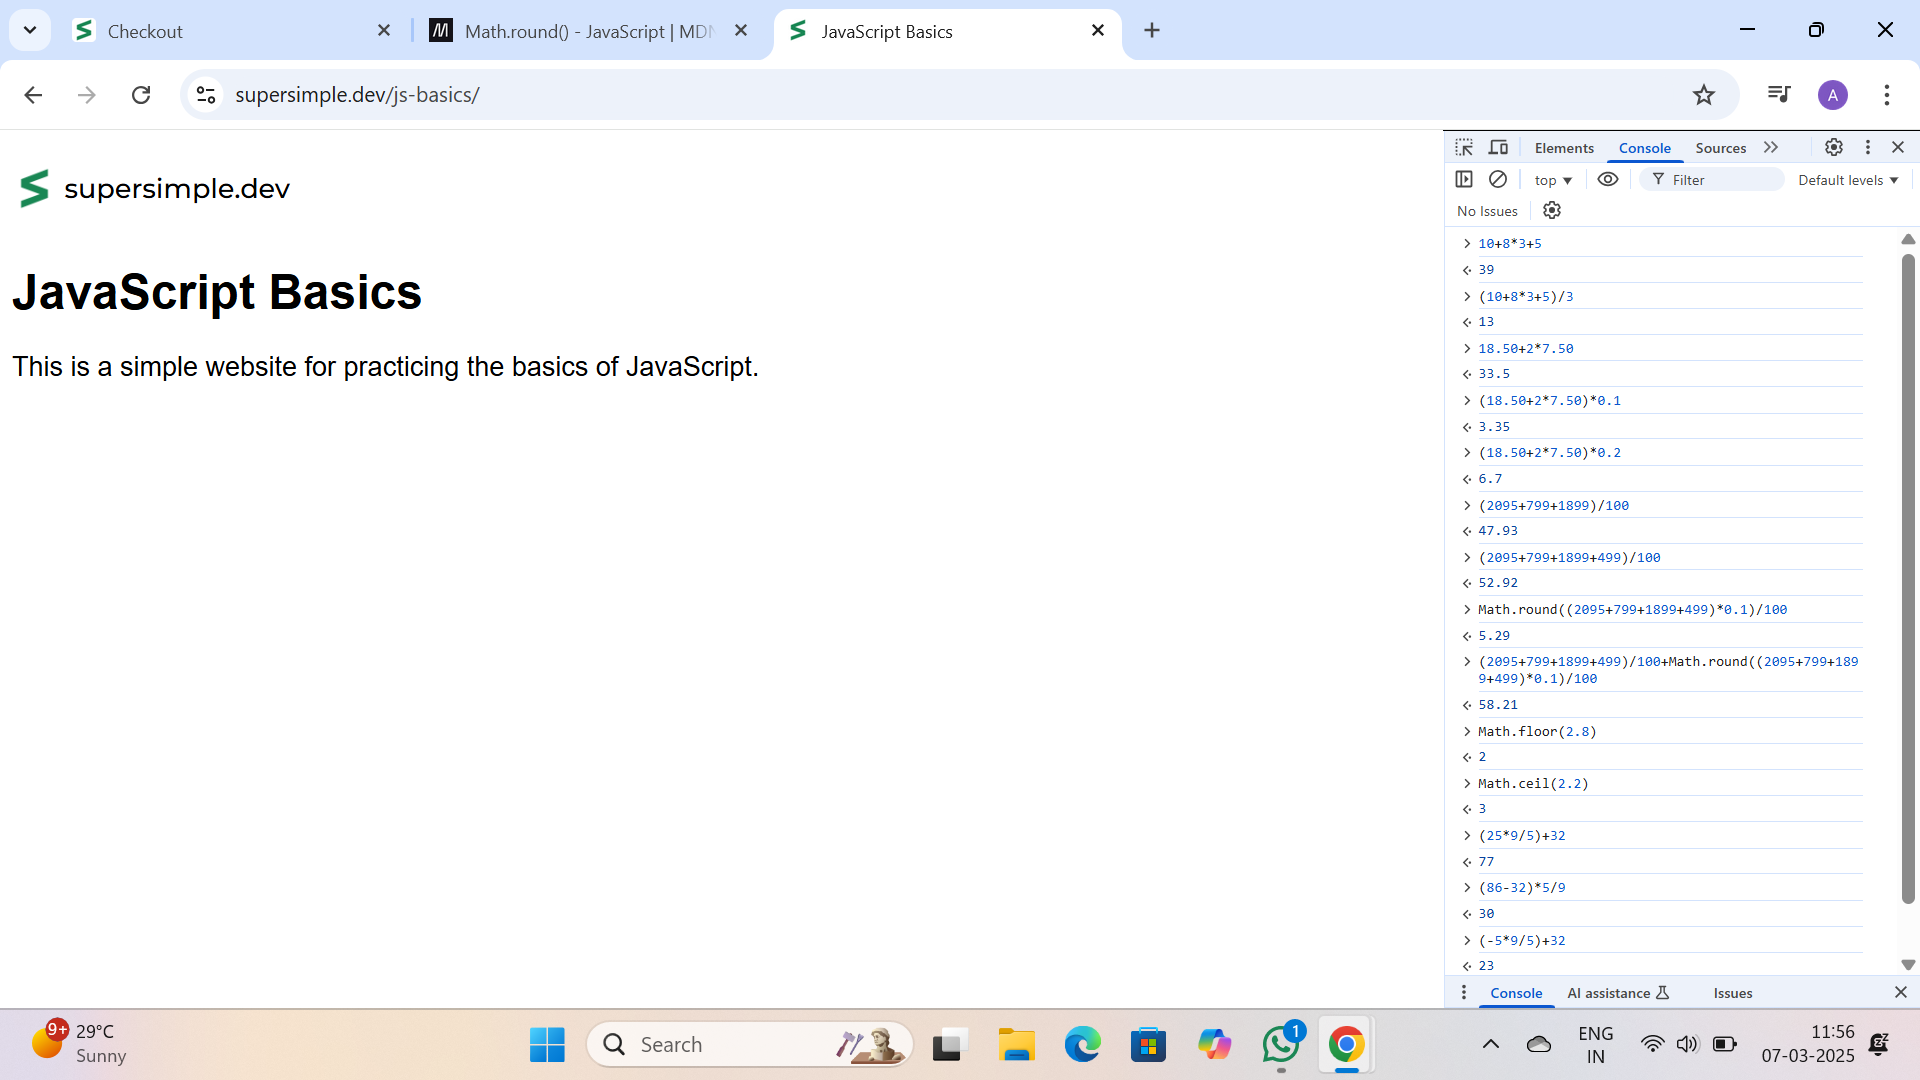 Checkout
Math.round() - JavaScript | MDN
JavaScript Basics
supersimple.dev/js-basics/
A
supersimple.dev
JavaScript Basics
This is a simple website for practicing the basics of JavaScript.
Elements
Console
Sources
top
Filter
Default levels
No Issues
10+8*3+5
39
(10+8*3+5)/3
13
18.50+2*7.50
33.5
(18.50+2*7.50)*0.1
3.35
(18.50+2*7.50)*0.2
6.7
(2095+799+1899)/100
47.93
(2095+799+1899+499)/100
52.92
Math.round((2095+799+1899+499)*0.1)/100
5.29
(2095+799+1899+499)/100+Math.round((2095+799+189
9+499)*0.1)/100
58.21
Math.floor(2.8)
2
Math.ceil(2.2)
3
(25*9/5)+32
77
(86-32)*5/9
30
(-5*9/5)+32
23
Console
AI assistance
Issues
9+
29°C
Sunny
Search
1
ENG
IN
11:56
07-03-2025